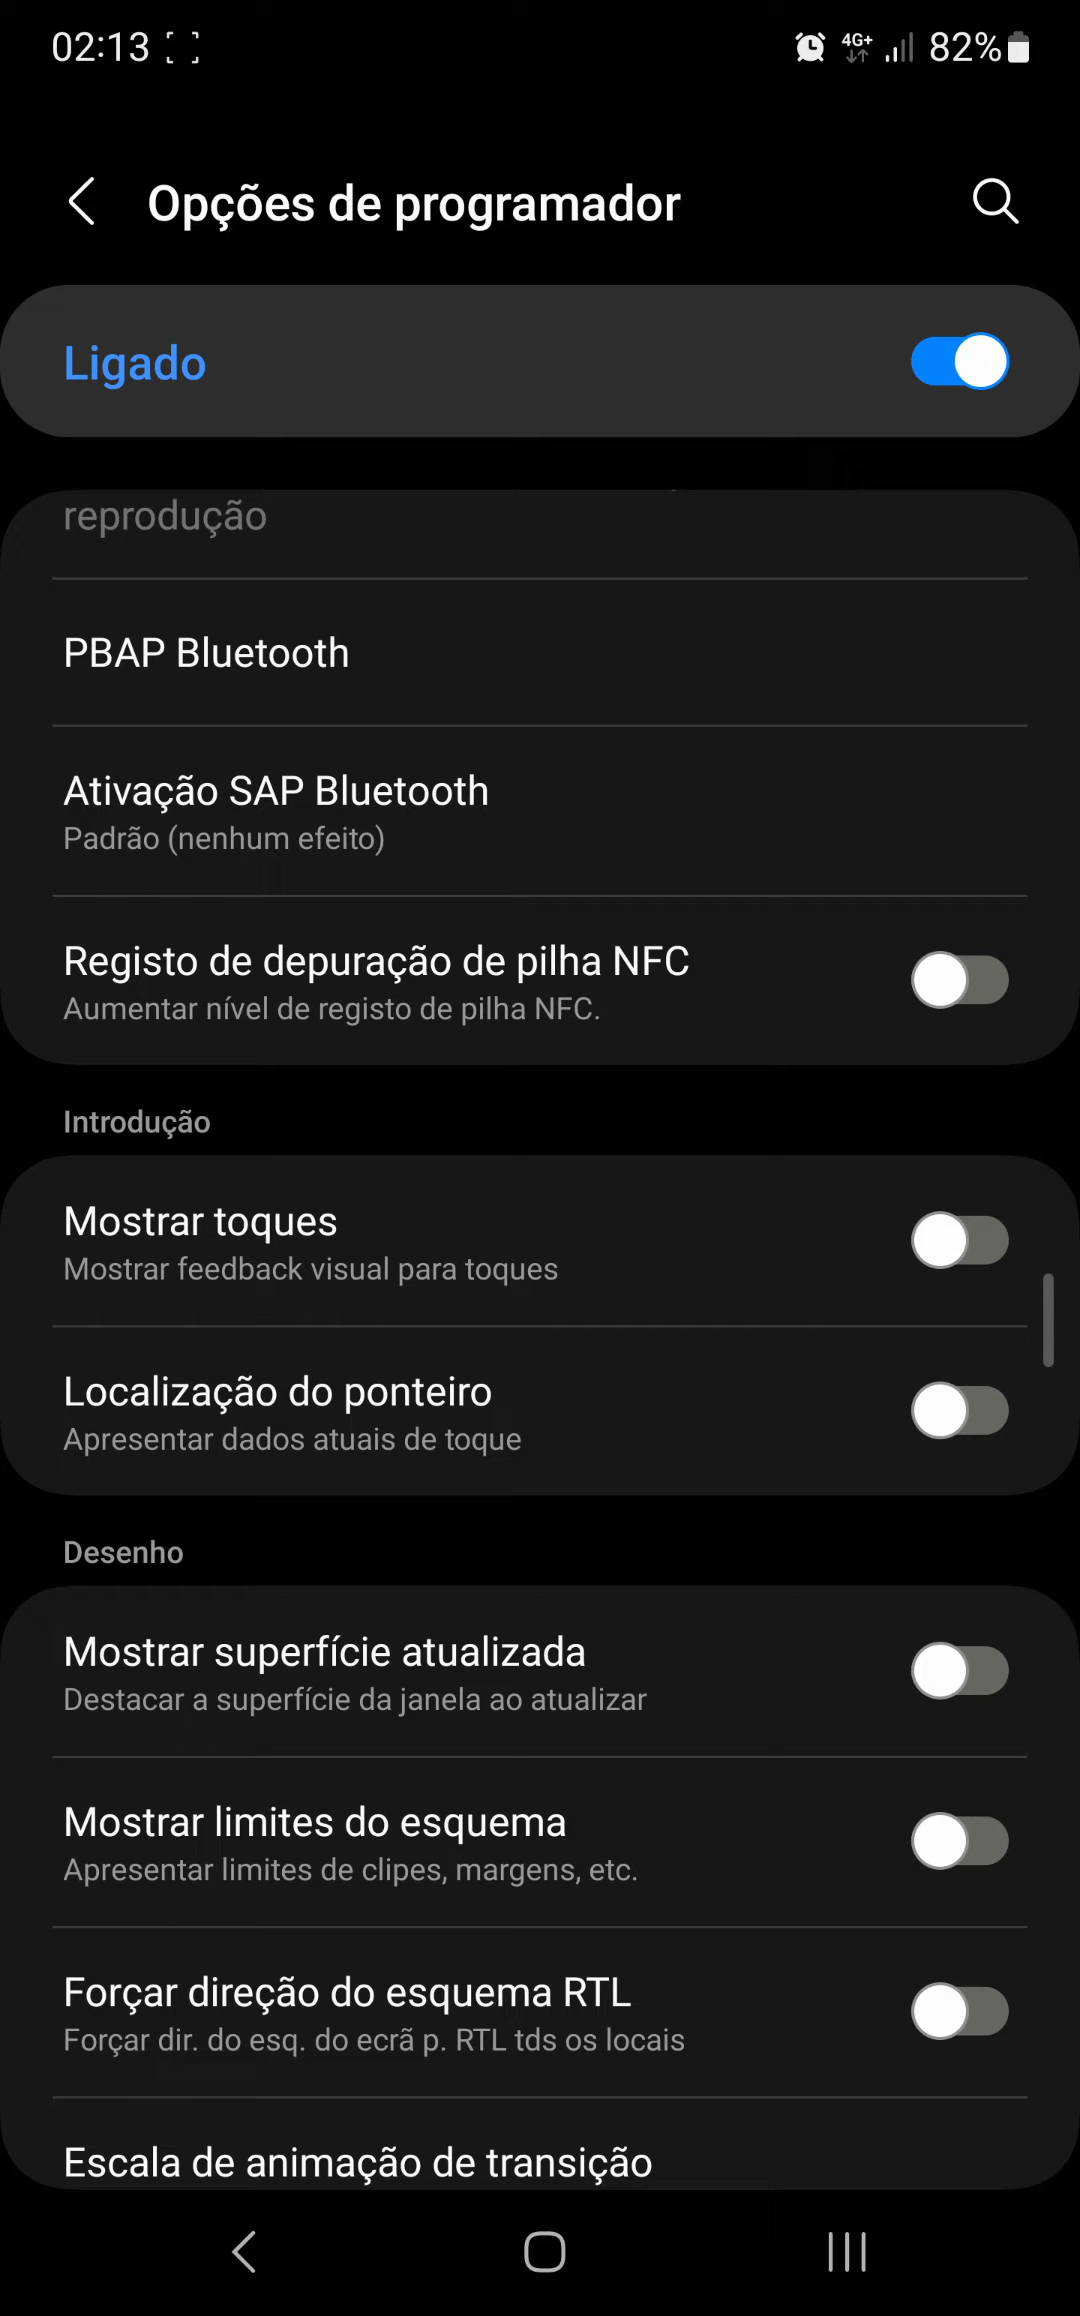 02:13
4G+
82%
Opções de programador
Ligado
reprodução
PBAP Bluetooth
Ativação SAP Bluetooth
Padrão (nenhum efeito)
Registo de depuração de pilha NFC
Aumentar nível de registo de pilha NFC.
Introdução
Mostrar toques
Mostrar feedback visual para toques
Localização do ponteiro
Apresentar dados atuais de toque
Desenho
Mostrar superfície atualizada
Destacar a superfície da janela ao atualizar
Mostrar limites do esquema
Apresentar limites de clipes, margens, etc.
Forçar direção do esquema RTL
Forçar dir. do esq. do ecrã p. RTL tds os locais
Escala de animação de transição